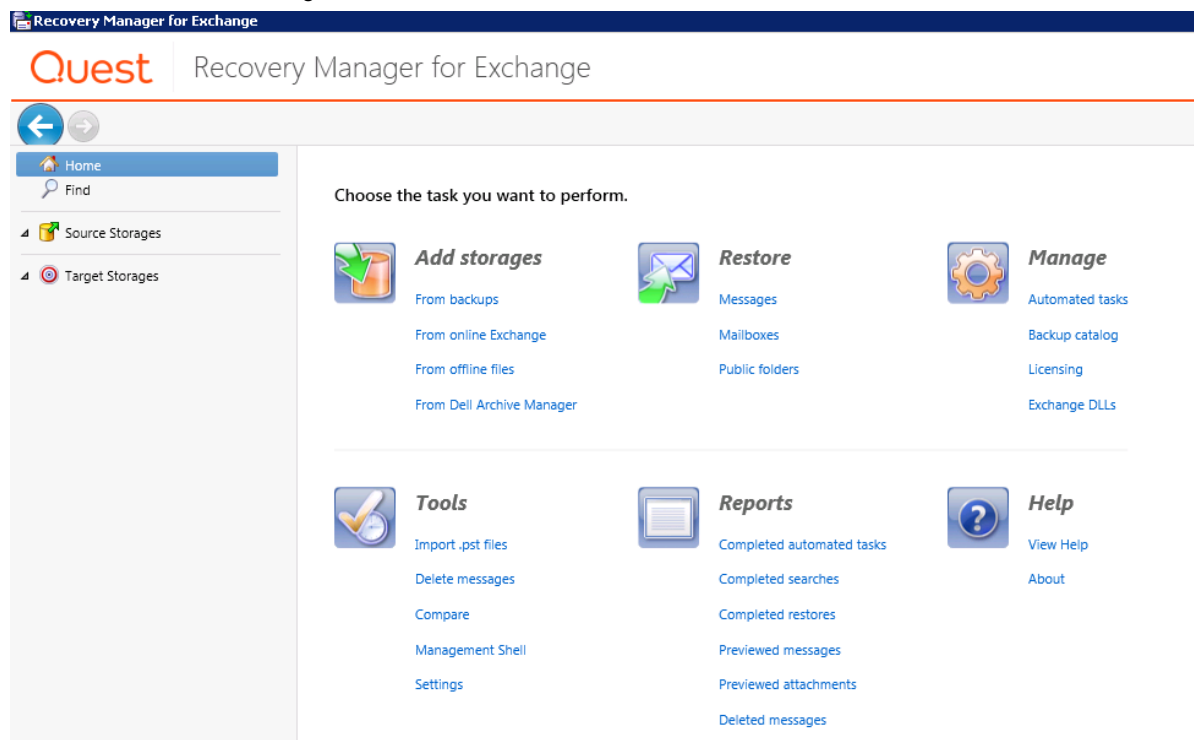 Recovery Manager for Exchange
Quest Recovery Manager for Exchange
Home
Find
Source Storages
Target Storages
Choose the task you want to perform.
Add storages
From backups
From online Exchange
From offline files
From Dell Archive Manager
Restore
Messages
Mailboxes
Public folders
Manage
Automated tasks
Backup catalog
Licensing
Exchange DLLs
Tools
Import .pst files
Delete messages
Compare
Management Shell
Settings
Reports
Completed automated tasks
Completed searches
Completed restores
Previewed messages
Previewed attachments
Deleted messages
Help
View Help
About